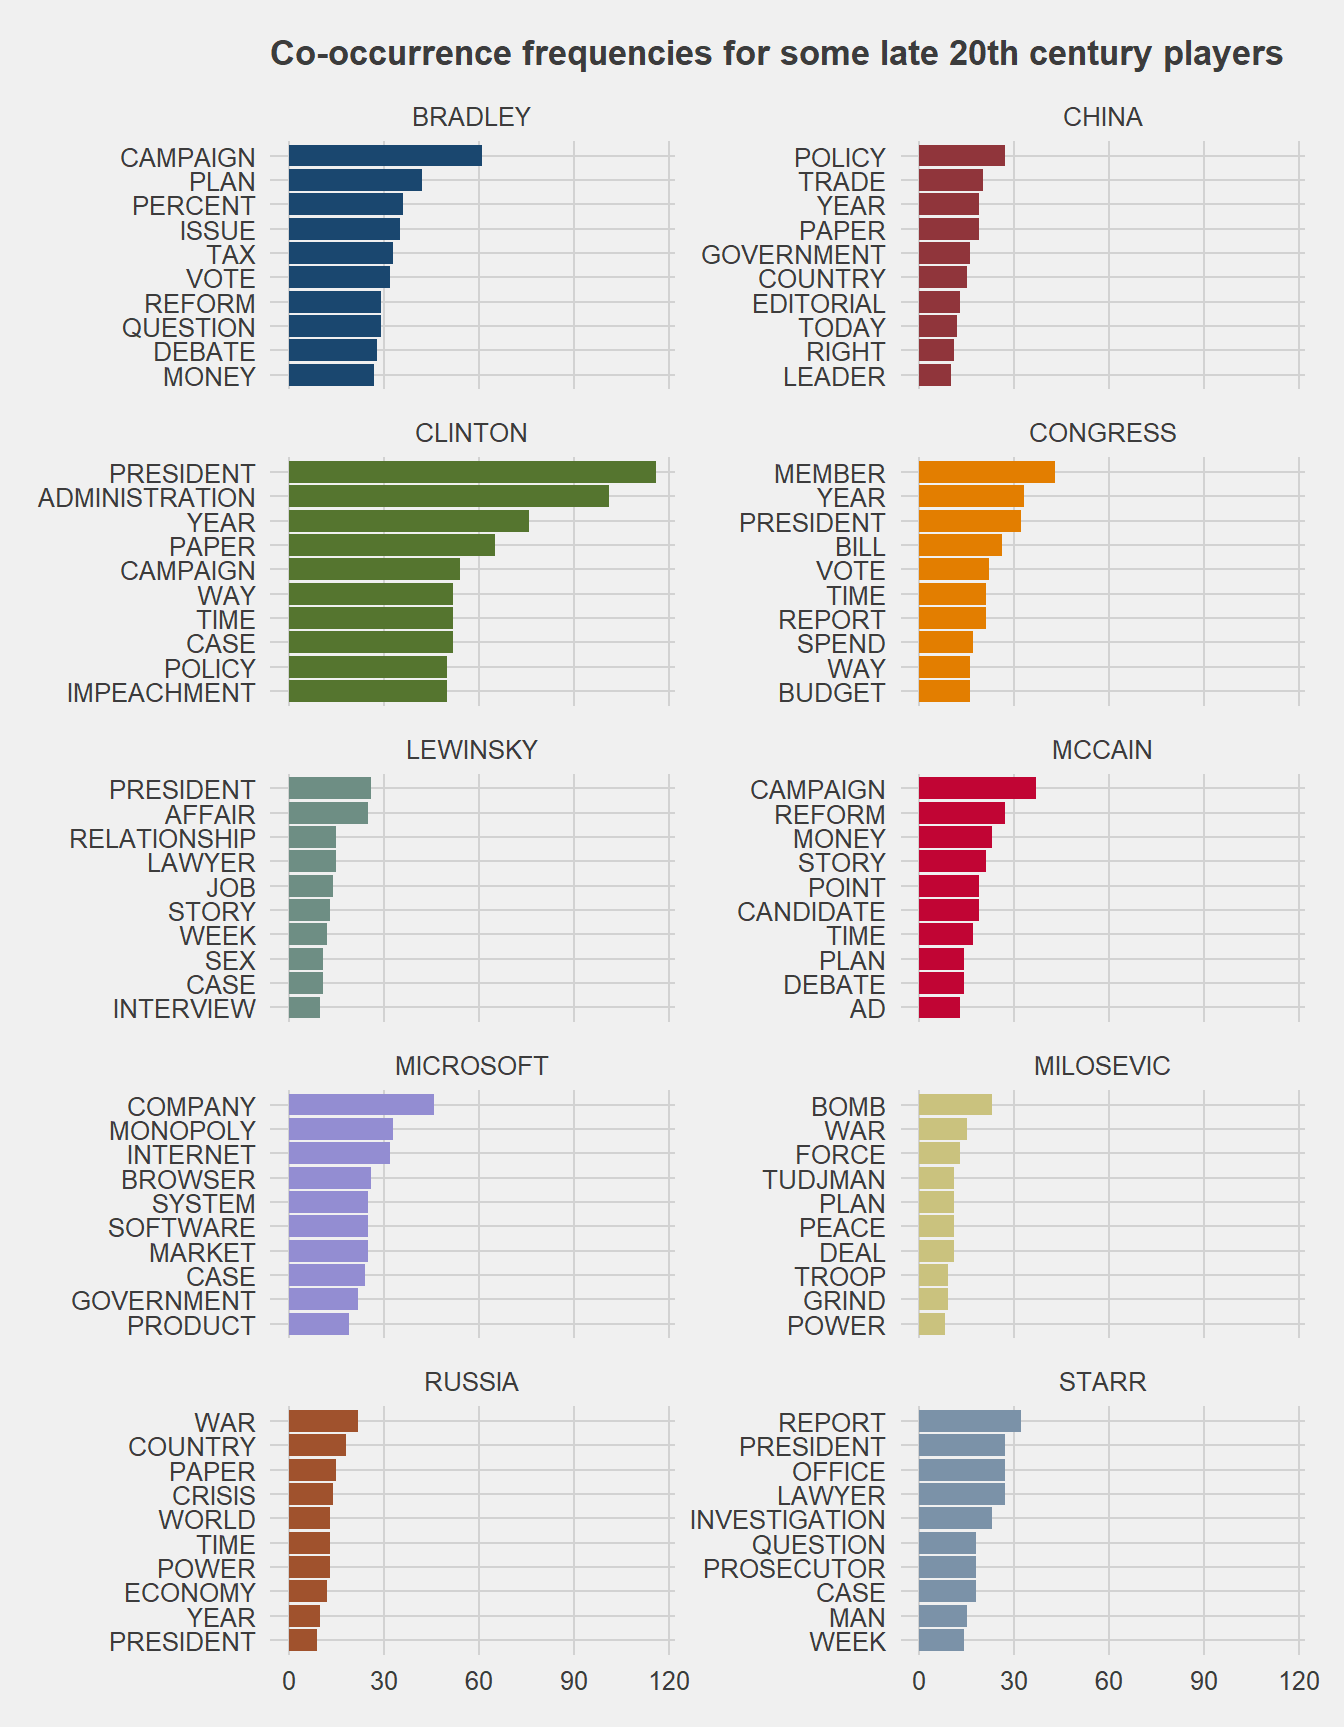 Co-occurrence frequencies for some late 20th century players
BRADLEY
CAMPAIGN
PLAN
PERCENT
ISSUE
TAX
VOTE
REFORM
QUESTION
DEBATE
MONEY
CHINA
POLICY
TRADE
YEAR
PAPER
GOVERNMENT
COUNTRY
EDITORIAL
TODAY
RIGHT
LEADER
CLINTON
PRESIDENT
ADMINISTRATION
YEAR
PAPER
CAMPAIGN
WAY
TIME
CASE
POLICY
IMPEACHMENT
CONGRESS
MEMBER
YEAR
PRESIDENT
BILL
VOTE
TIME
REPORT
SPEND
WAY
BUDGET
LEWINSKY
PRESIDENT
AFFAIR
RELATIONSHIP
LAWYER
JOB
STORY
WEEK
SEX
CASE
INTERVIEW
MCCAIN
CAMPAIGN
REFORM
MONEY
STORY
POINT
CANDIDATE
TIME
PLAN
DEBATE
AD
MICROSOFT
COMPANY
MONOPOLY
INTERNET
BROWSER
SYSTEM
SOFTWARE
MARKET
CASE
GOVERNMENT
PRODUCT
MILOSEVIC
BOMB
WAR
FORCE
TUDJMAN
PLAN
PEACE
DEAL
TROOP
GRIND
POWER
RUSSIA
WAR
COUNTRY
PAPER
CRISIS
WORLD
TIME
POWER
ECONOMY
YEAR
PRESIDENT
0 30 60 90 120
STARR
REPORT
PRESIDENT
OFFICE
LAWYER
INVESTIGATION
QUESTION
PROSECUTOR
CASE
MAN
WEEK
0 30 60 90 120